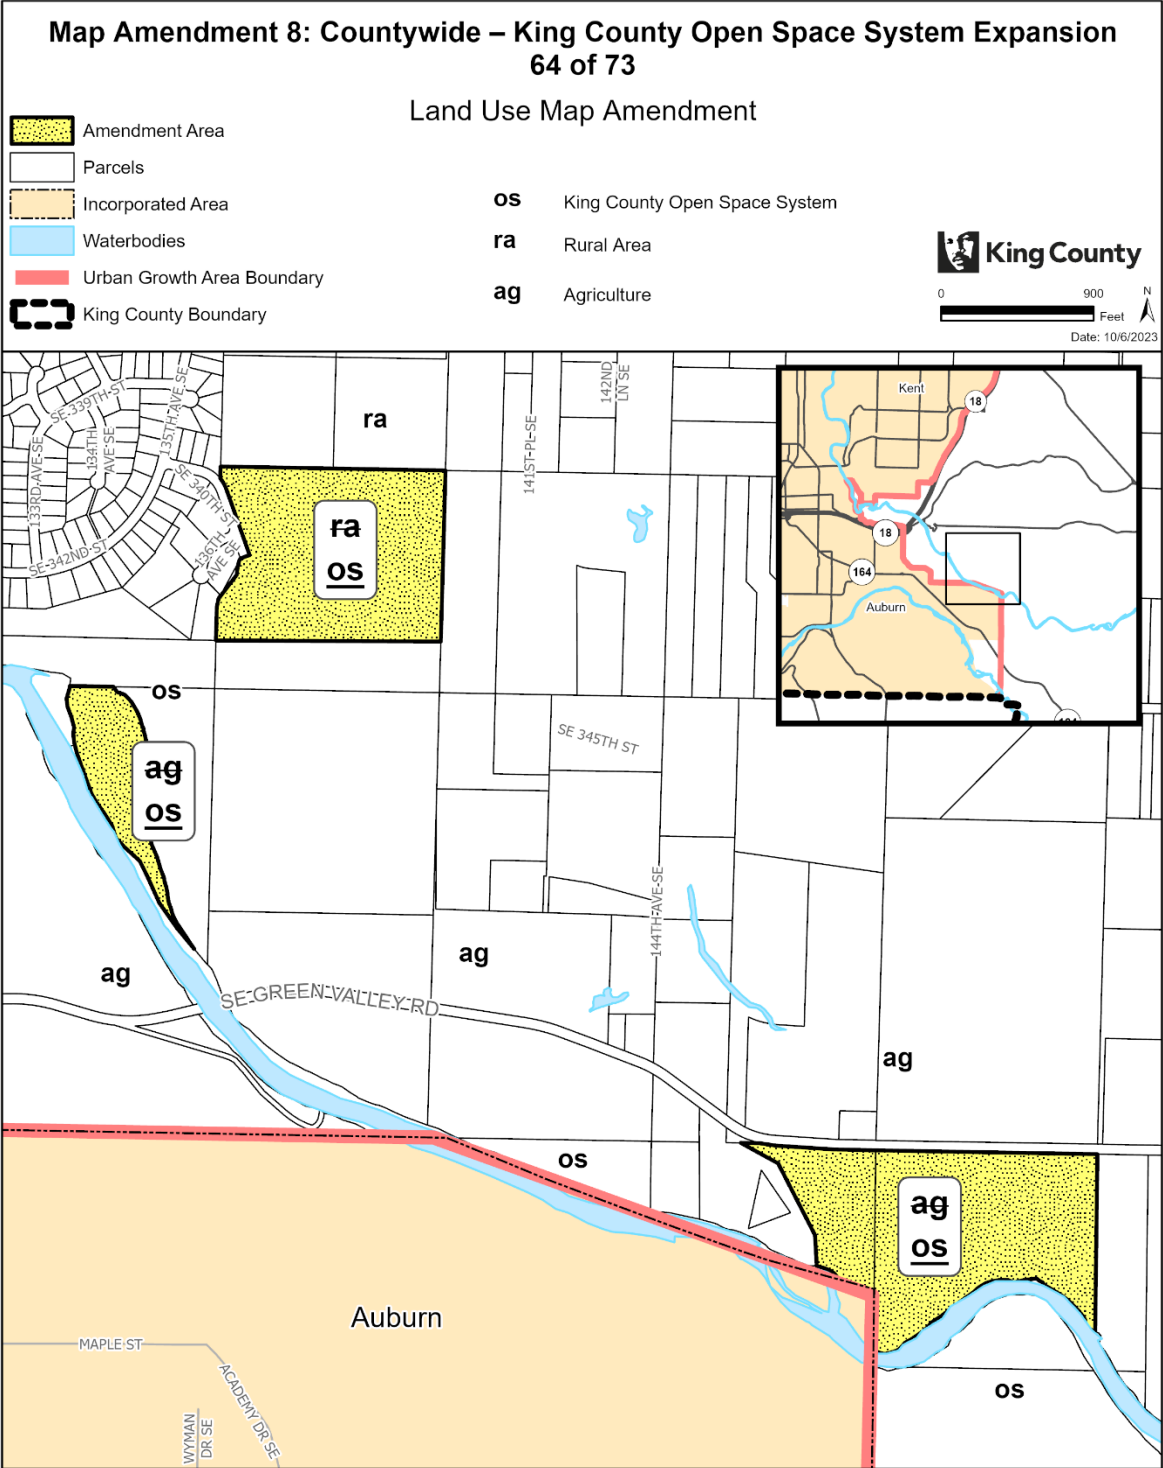 Map Amendment 8: Countywide – King County Open Space System Expansion
64 of 73
Land Use Map Amendment
Amendment Area
Parcels
Incorporated Area
Waterbodies
Urban Growth Area Boundary
King County Boundary
os King County Open Space System
ra Rural Area
ag Agriculture
King County
0 900
Feet
N
Date: 10/6/2023
SE 339TH ST
135TH AVE SE
134TH
AVE SE
133RD AVE SE
SE 340TH ST
136TH
AVE SE
SE 342ND ST
ra
141ST PL SE
142ND
LN SE
ra
os
Kent
18
18
164
Auburn
os
ag
os
SE 345TH ST
144TH AVE SE
ag
ag
SE GREEN VALLEY RD
ag
os
ag
os
Auburn
MAPLE ST
ACADEMY DR SE
WYMAN
DR SE
os